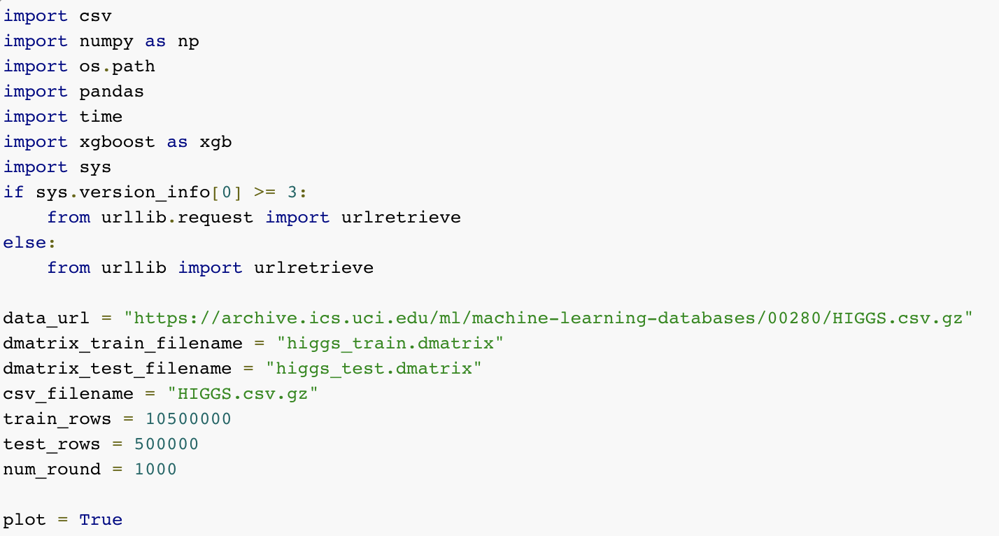 import csv
import numpy as np
import os.path
import pandas
import time
import xgboost as xgb
import sys
if sys.version_info[0] >= 3:
    from urllib.request import urlretrieve
else:
    from urllib import urlretrieve

data_url = "https://archive.ics.uci.edu/ml/machine-learning-databases/00280/HIGGS.csv.gz"
dmatrix_train_filename = "higgs_train.dmatrix"
dmatrix_test_filename = "higgs_test.dmatrix"
csv_filename = "HIGGS.csv.gz"
train_rows = 10500000
test_rows = 500000
num_round = 1000

plot = True